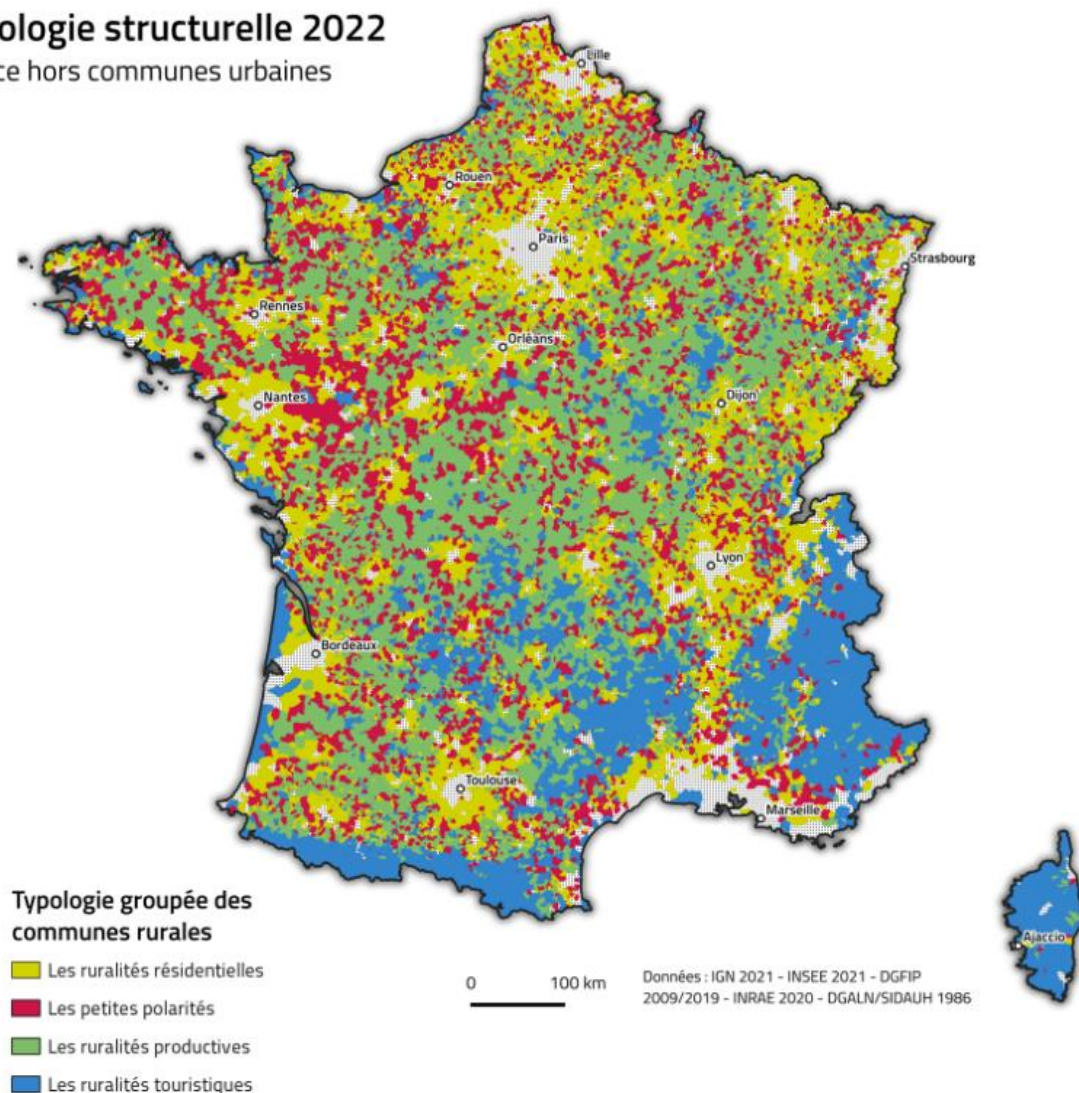 ologie structurelle 2022
ce hors communes urbaines
Lille
Rouen
Paris
Strasbourg
Rennes
Orléans
Nantes
Dijon
Lyon
Bordeaux
Toulouse
Marseille
Ajaccio
Typologie groupée des
communes rurales
Les ruralités résidentielles
Les petites polarités
Les ruralités productives
Les ruralités touristiques
0 100 km
Données : IGN 2021 - INSEE 2021 - DGFIP
2009/2019 - INRAE 2020 - DGALN/SIDAUH 1986